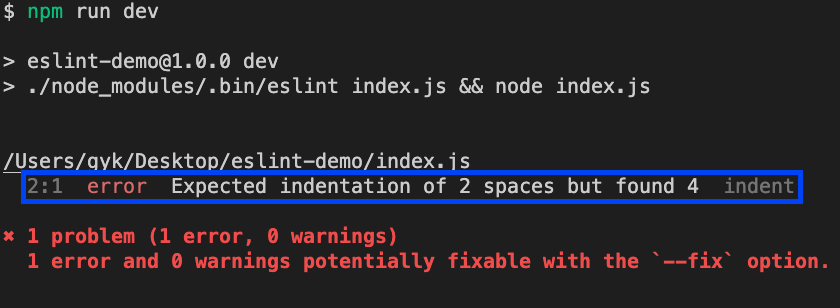 $ npm run dev
> eslint-demo@1.0.0 dev
> ./node_modules/.bin/eslint index.js && node index.js
/Users/qyk/Desktop/eslint-demo/index.js
2:1  error  Expected indentation of 2 spaces but found 4  indent
✖ 1 problem (1 error, 0 warnings)
1 error and 0 warnings potentially fixable with the `--fix` option.